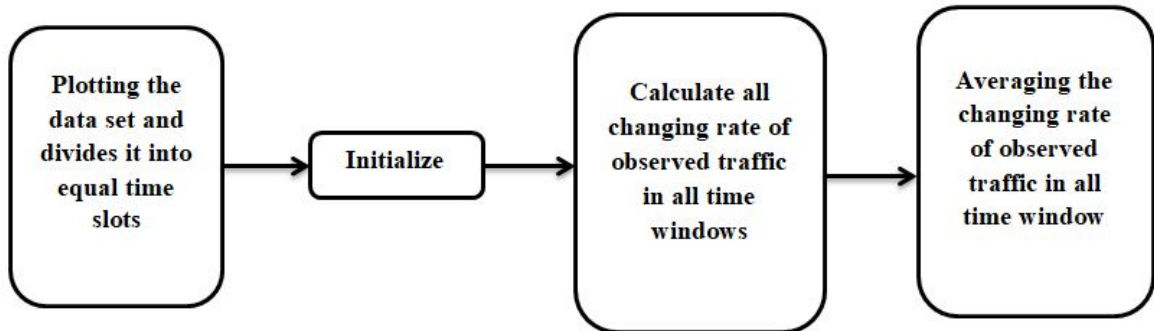 Plotting the
data set and
divides it into
equal time
slots
Initialize
Calculate all
changing rate of
observed traffic
in all time
windows
Averaging the
changing rate
of observed
traffic in all
time window